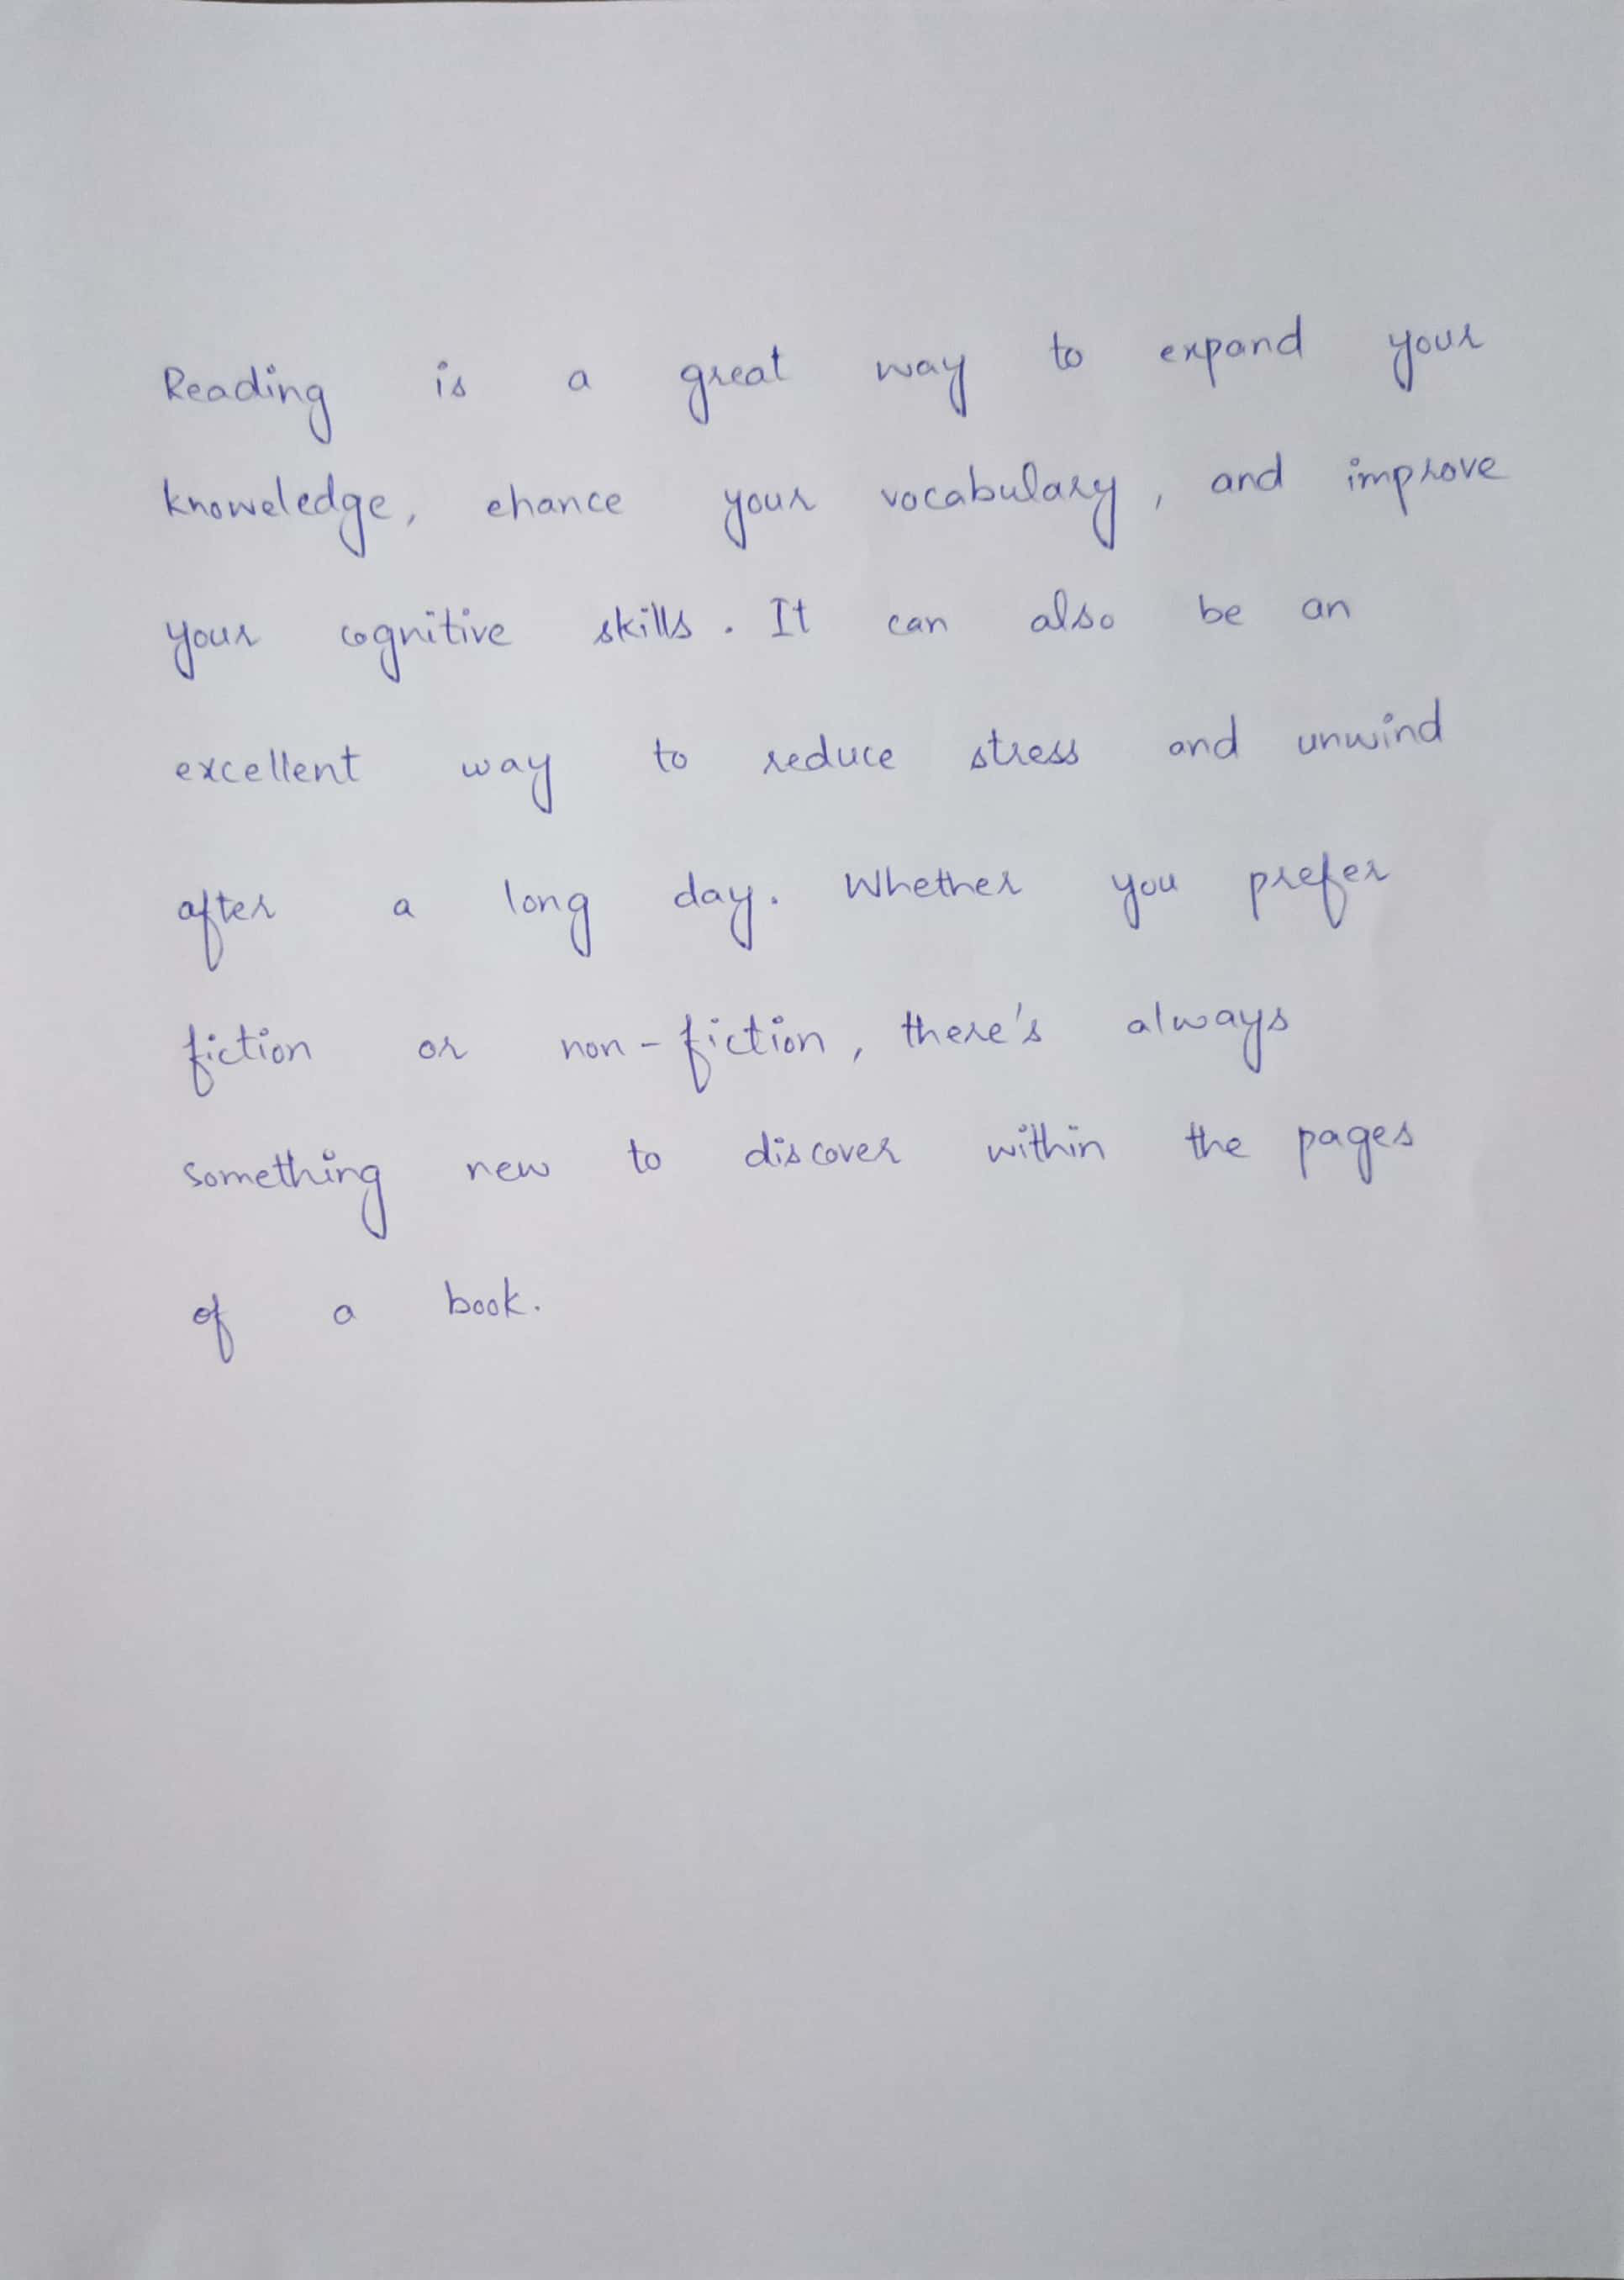 Reading is a great way to expand your
knoweledge, ehance your vocabulary, and improve
your cognitive skills. It can also be an
excellent way to reduce stress and unwind
after a long day. Whether you prefer
fiction or non-fiction, there's always
something new to discover within the pages
of a book.